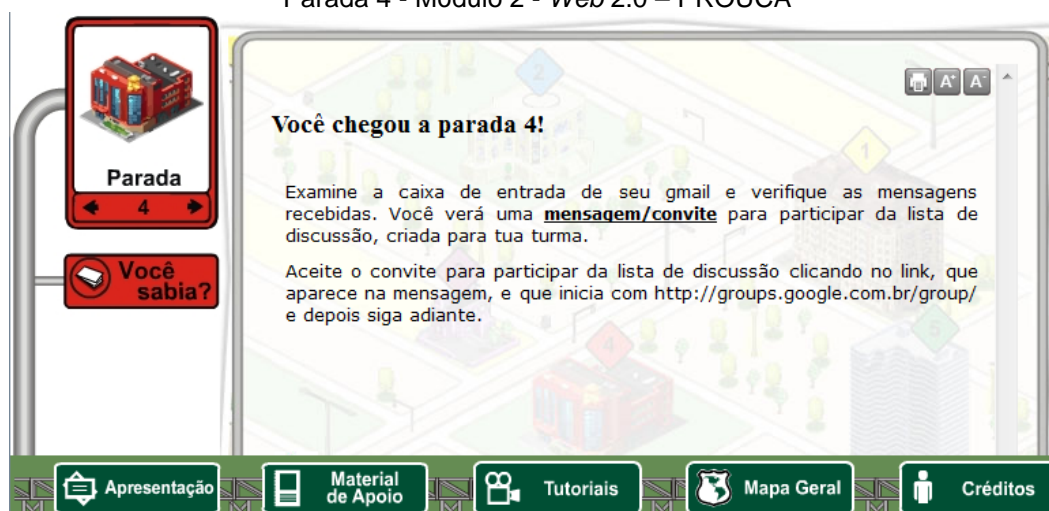 Parada 4 - Módulo 2 - Web 2.0 – PROUCA
A+ A-
2
Você chegou a parada 4!
1
Parada
4
Examine a caixa de entrada de seu gmail e verifique as mensagens
recebidas. Você verá uma mensagem/convite para participar da lista de
discussão, criada para tua turma.
Você
sabia?
Aceite o convite para participar da lista de discussão clicando no link, que
aparece na mensagem, e que inicia com http://groups.google.com.br/group/
e depois siga adiante.
4
5
Apresentação
Material
de Apoio
Tutoriais
Mapa Geral
Créditos